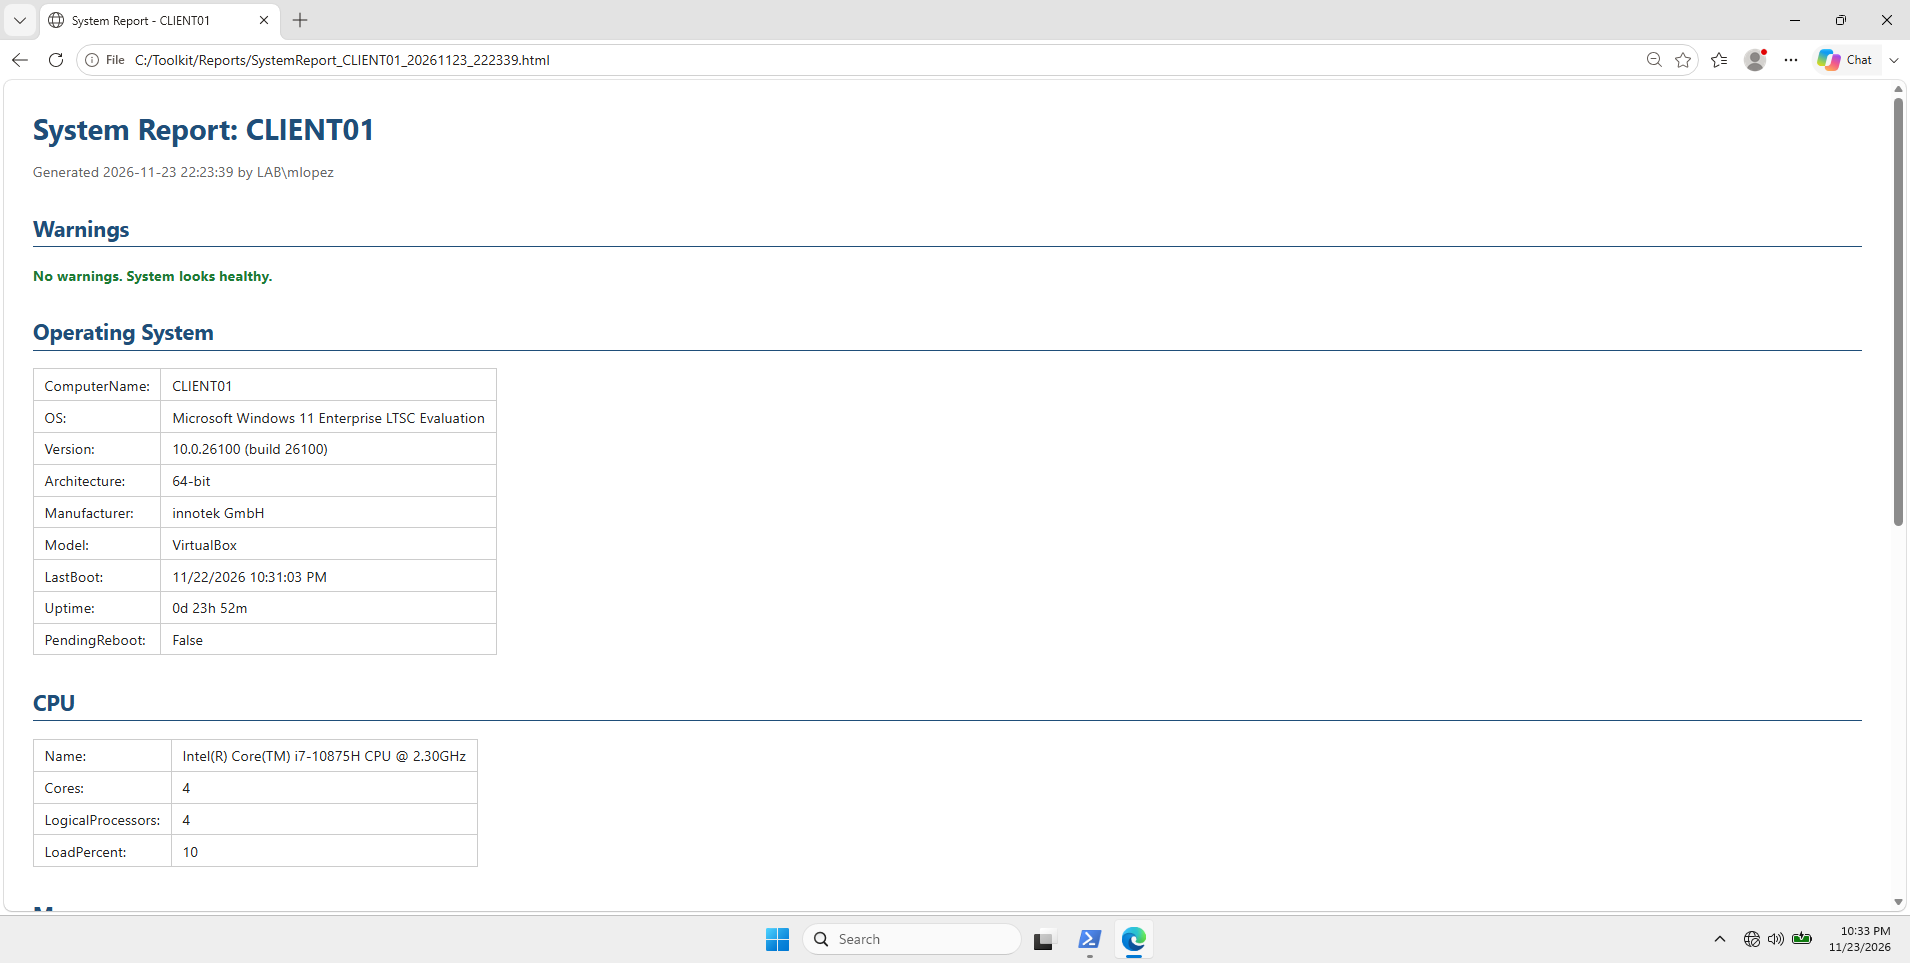 System Report - CLIENT01
File C:/Toolkit/Reports/SystemReport_CLIENT01_20261123_222339.html
Chat
System Report: CLIENT01
Generated 2026-11-23 22:23:39 by LAB\mlopez
Warnings
No warnings. System looks healthy.
Operating System
ComputerName: CLIENT01
OS: Microsoft Windows 11 Enterprise LTSC Evaluation
Version: 10.0.26100 (build 26100)
Architecture: 64-bit
Manufacturer: innotek GmbH
Model: VirtualBox
LastBoot: 11/22/2026 10:31:03 PM
Uptime: 0d 23h 52m
PendingReboot: False
CPU
Name: Intel(R) Core(TM) i7-10875H CPU @ 2.30GHz
Cores: 4
LogicalProcessors: 4
LoadPercent: 10
Search
10:33 PM
11/23/2026